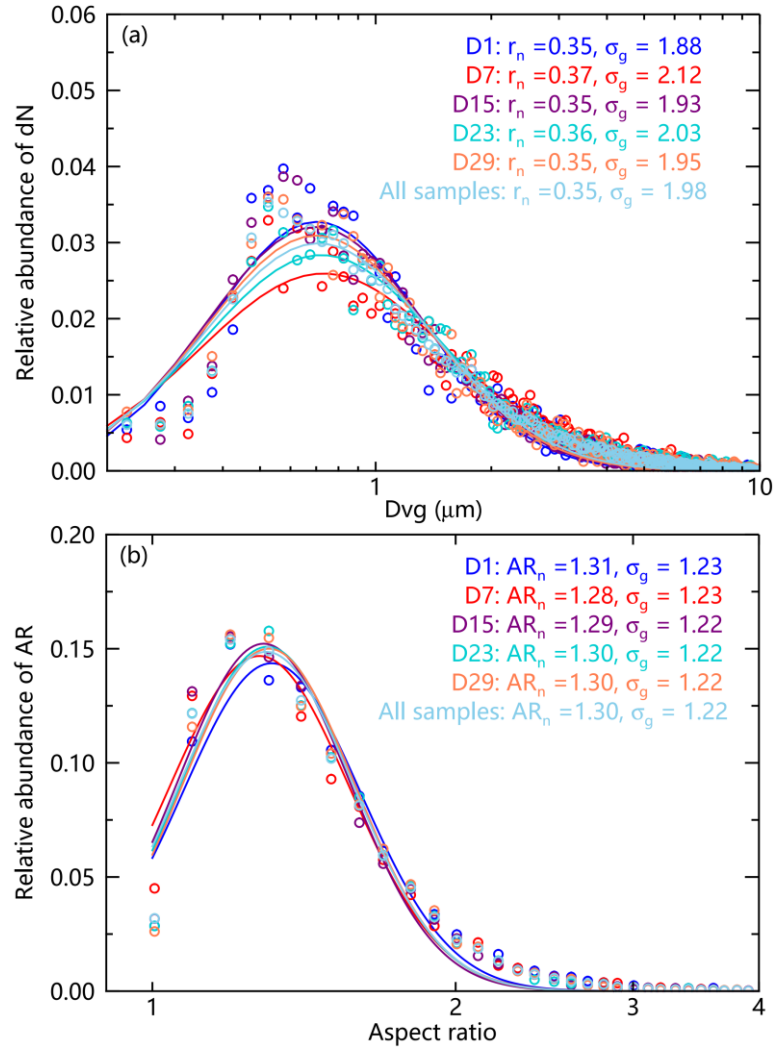 (a)
D1: rₙ =0.35, σg = 1.88
D7: rₙ =0.37, σg = 2.12
D15: rₙ =0.35, σg = 1.93
D23: rₙ =0.36, σg = 2.03
D29: rₙ =0.35, σg = 1.95
All samples: rₙ =0.35, σg = 1.98
Relative abundance of dN
0.06
0.05
0.04
0.03
0.02
0.01
0.00
1
10
Dvg (μm)
(b)
D1: ARₙ =1.31, σg = 1.23
D7: ARₙ =1.28, σg = 1.23
D15: ARₙ =1.29, σg = 1.22
D23: ARₙ =1.30, σg = 1.22
D29: ARₙ =1.30, σg = 1.22
All samples: ARₙ =1.30, σg = 1.22
Relative abundance of AR
0.20
0.15
0.10
0.05
0.00
1
2
3
4
Aspect ratio